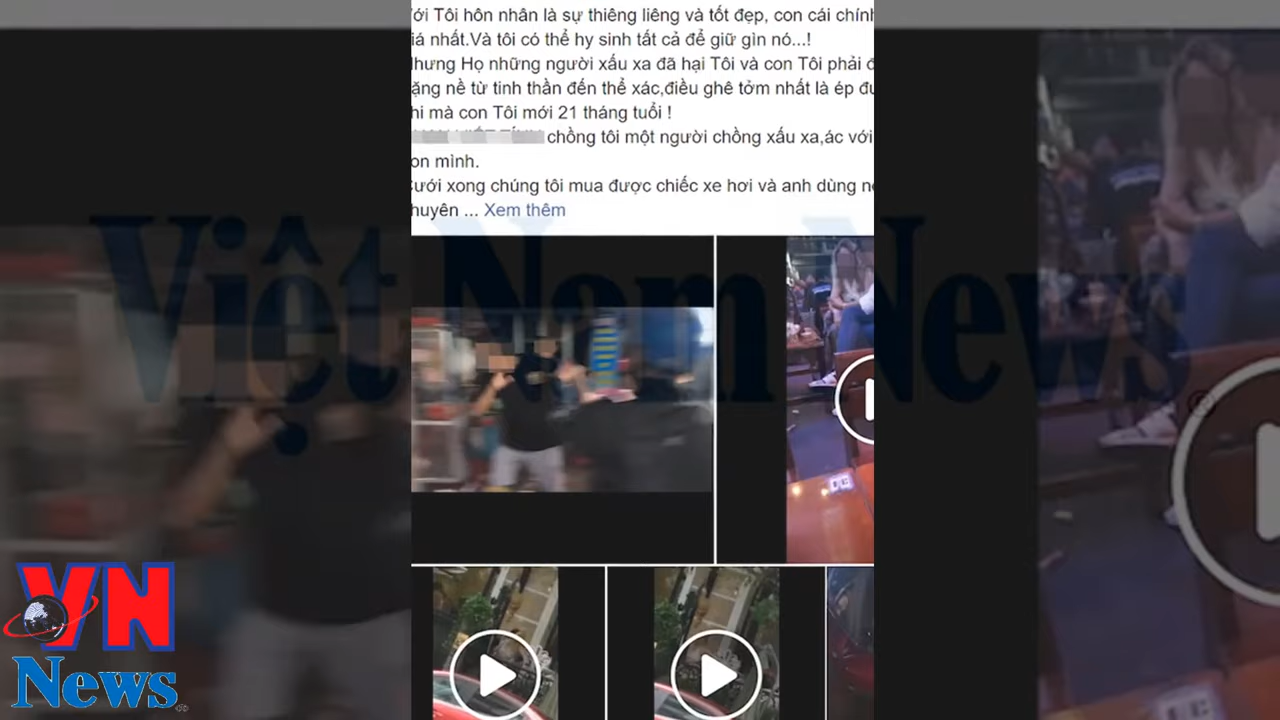 ới Tôi hôn nhân là sự thiêng liêng và tốt đẹp, con cái chính
iá nhất.Và tôi có thể hy sinh tất cả để giữ gìn nó...!
hưng Họ những người xấu xa đã hại Tôi và con Tôi phải đ
ặng nề từ tinh thần đến thể xác,điều ghê tởm nhất là ép đu
hi mà con Tôi mới 21 tháng tuổi !
chồng tôi một người chồng xấu xa,ác với
on mình.
ưới xong chúng tôi mua được chiếc xe hơi và anh dùng nó
huyên ... Xem thêm
Việt Nam News
VN
News